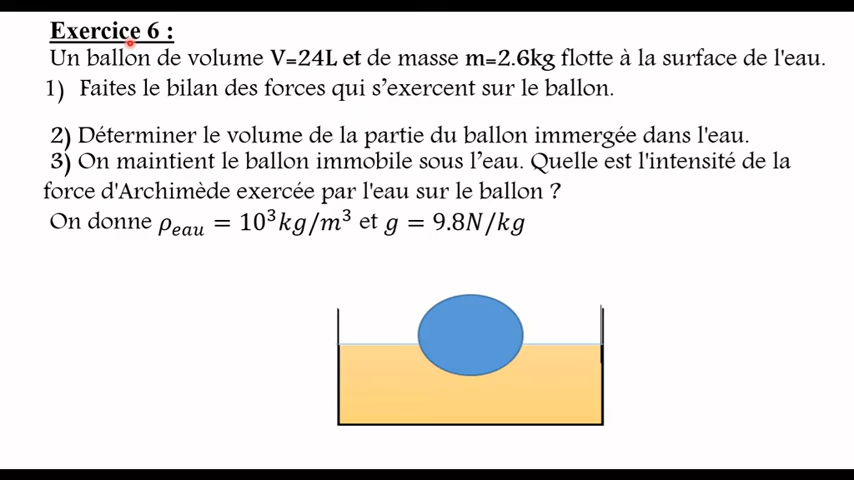 Exercice 6 :
Un ballon de volume V=24L et de masse m=2.6kg flotte à la surface de l'eau.
1) Faites le bilan des forces qui s’exercent sur le ballon.
2) Déterminer le volume de la partie du ballon immergée dans l'eau.
3) On maintient le ballon immobile sous l’eau. Quelle est l'intensité de la
force d'Archimède exercée par l'eau sur le ballon ?
On donne ρ_eau = 10³kg/m³ et g = 9.8N/kg